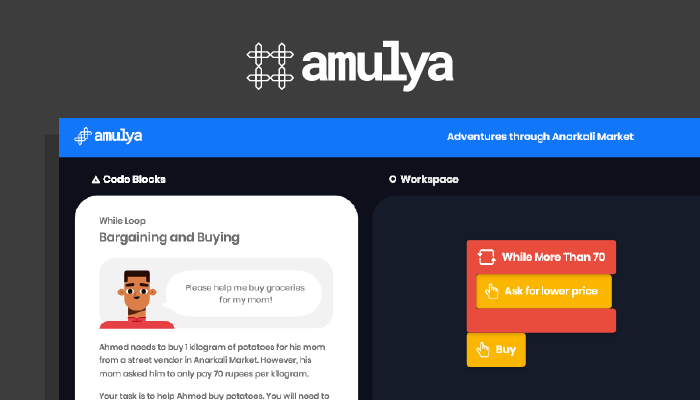 amulya
amulya
Adventures through Anarkali Market
Code Blocks
Workspace
While Loop
Bargaining and Buying
Please help me buy groceries
for my mom!
Ahmed needs to buy 1 kilogram of potatoes for his mom
from a street vendor in Anarkali Market. However, his
mom asked him to only pay 70 rupees per kilogram.
Your task is to help Ahmed buy potatoes. You will need to
While More Than 70
Ask for lower price
Buy